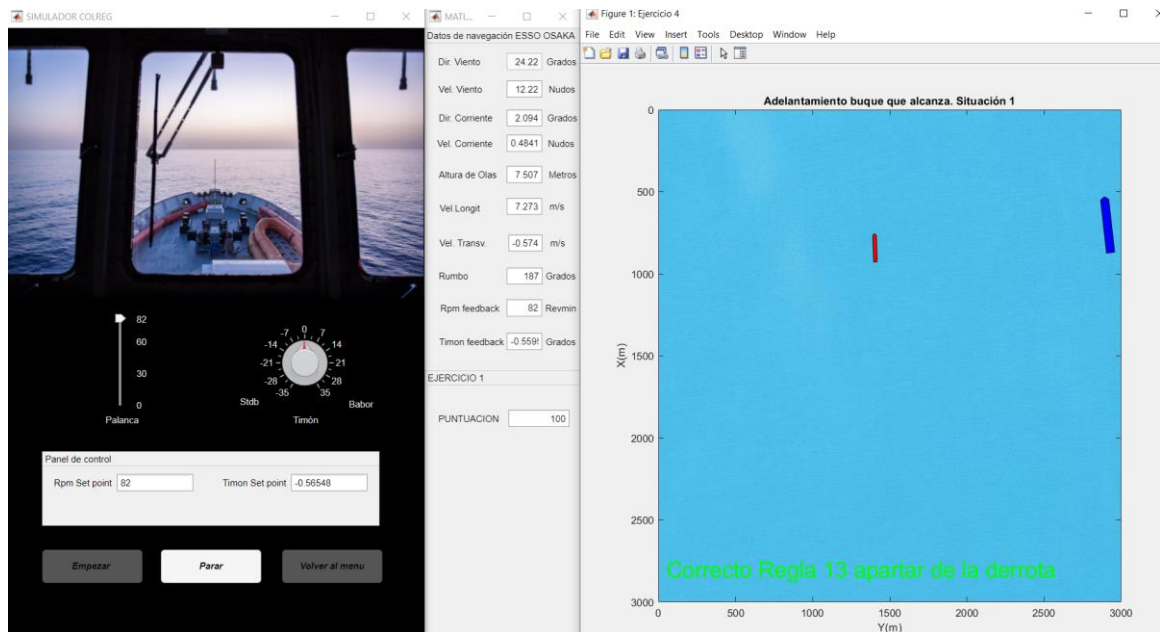 SIMULADOR COLREG
82
60
30
0
Palanca
-35
-28
-21
-14
-7
0
7
14
21
28
35
Stdb
Babor
Timón
Panel de control
Rpm Set point 82 Timon Set point -0.56548
Empezar Parar Volver al menu
MATL...
Datos de navegación ESSO OSAKA
Dir. Viento 24.22 Grados
Vel. Viento 12.22 Nudos
Dir. Corriente 2.094 Grados
Vel. Corriente 0.4841 Nudos
Altura de Olas 7.507 Metros
Vel.Longit 7.273 m/s
Vel. Transv. -0.574 m/s
Rumbo 187 Grados
Rpm feedback 82 Revmin
Timon feedback Grados
EJERCICIO 1
PUNTUACION 100
Figure 1: Ejercicio 4
File Edit View Insert Tools Desktop Window Help
Adelantamiento buque que alcanza. Situación 1
0
500
1000
1500
2000
2500
3000
X(m)
Correcto Regla 13 apartar de la derrota
0 500 1000 1500 2000 2500 3000
Y(m)